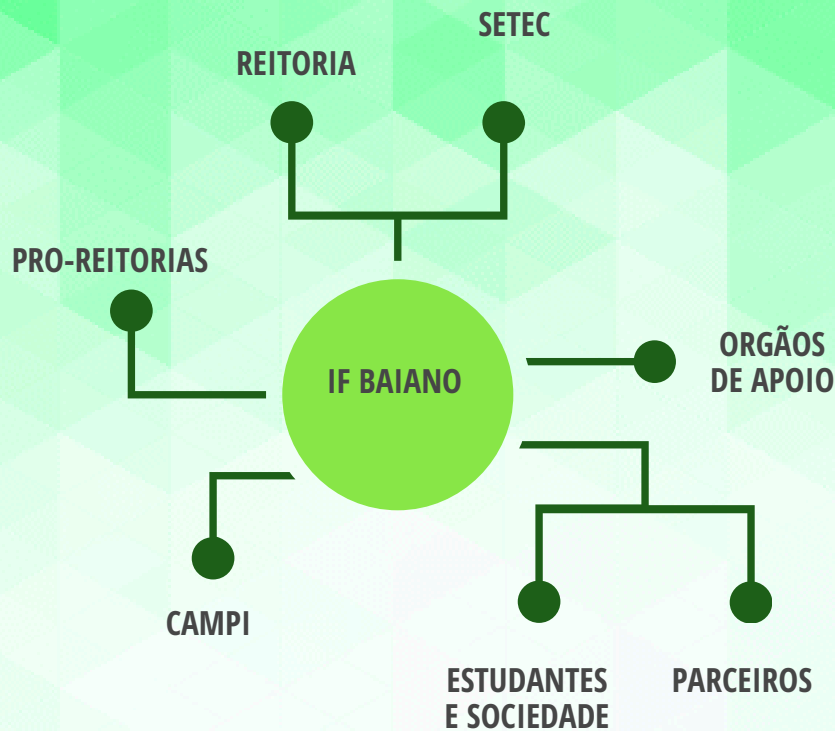 SETEC
REITORIA
PRO-REITORIAS
IF BAIANO
ORGÃOS
DE APOIO
CAMPI
ESTUDANTES
E SOCIEDADE
PARCEIROS